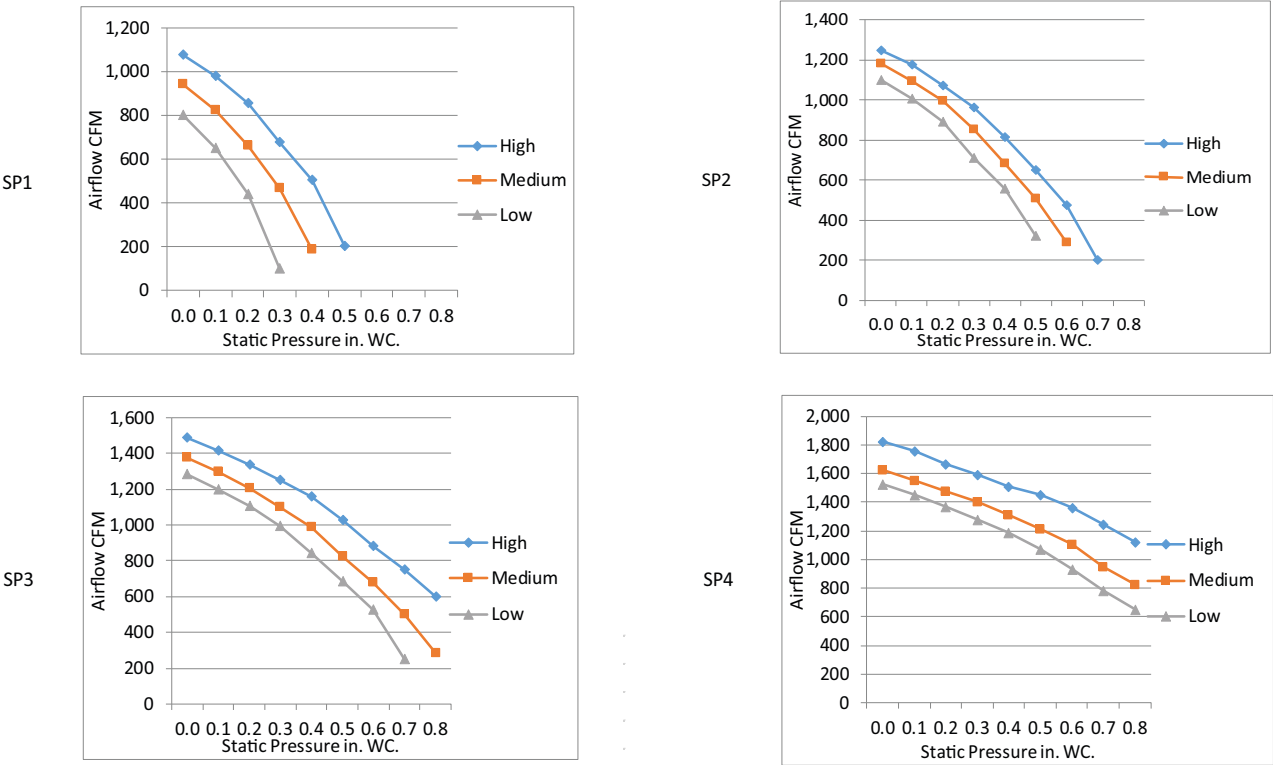 SP1
1,200
1,000
800
600
400
200
0
Airflow CFM
0.0 0.1 0.2 0.3 0.4 0.5 0.6 0.7 0.8
Static Pressure in. WC.
High
Medium
Low
SP2
1,400
1,200
1,000
800
600
400
200
0
Airflow CFM
0.0 0.1 0.2 0.3 0.4 0.5 0.6 0.7 0.8
Static Pressure in. WC.
High
Medium
Low
SP3
1,600
1,400
1,200
1,000
800
600
400
200
0
Airflow CFM
0.0 0.1 0.2 0.3 0.4 0.5 0.6 0.7 0.8
Static Pressure in. WC.
High
Medium
Low
SP4
2,000
1,800
1,600
1,400
1,200
1,000
800
600
400
200
0
Airflow CFM
0.0 0.1 0.2 0.3 0.4 0.5 0.6 0.7 0.8
Static Pressure in. WC.
High
Medium
Low